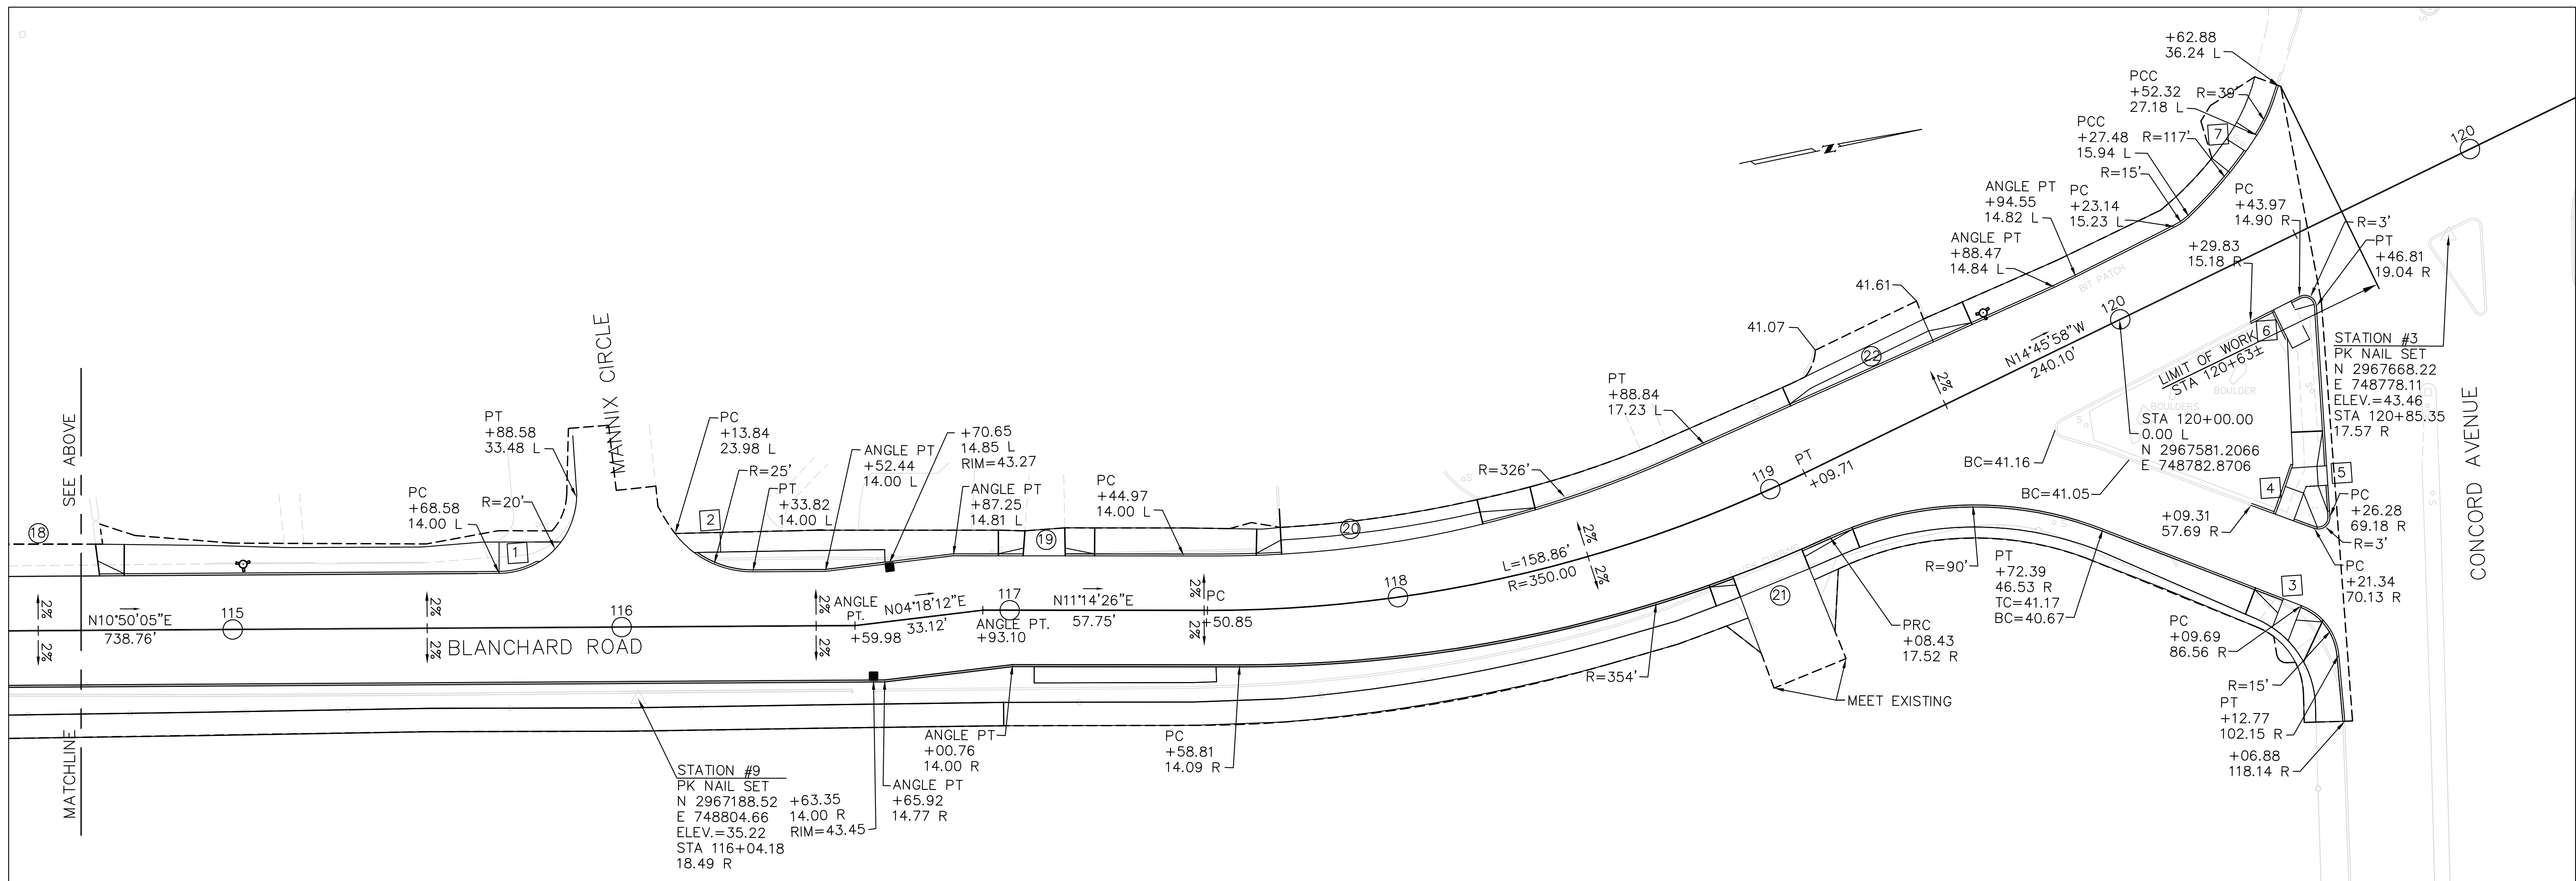 +62.88
36.24 L
PCC
+52.32
27.18 L
R=39'
PCC
+27.48
15.94 L
R=117'
7
R=15'
120
N
ANGLE PT
+94.55
14.82 L
PC
+23.14
15.23 L
PC
+43.97
14.90 R
R=3'
PT
+46.81
19.04 R
ANGLE PT
+88.47
14.84 L
+29.83
15.18 R
BIT PATCH
41.61
41.07
120
6
LIMIT OF WORK
STA 120+63±
BOULDER
BOULDERS
STATION #3
PK NAIL SET
N 2967668.22
E 748778.11
ELEV.=43.46
STA 120+85.35
17.57 R
N14°45'58"W
240.10'
2%
22
STA 120+00.00
0.00 L
N 2967581.2066
E 748782.8706
CONCORD AVENUE
SEE ABOVE
MATCHLINE
MANNIX CIRCLE
PT
+88.58
33.48 L
PC
+13.84
23.98 L
+70.65
14.85 L
RIM=43.27
ANGLE PT
+52.44
14.00 L
R=25'
PT
+33.82
14.00 L
2
ANGLE PT
+87.25
14.81 L
PC
+44.97
14.00 L
PC
+68.58
14.00 L
R=20'
1
18
19
20
R=326'
PT
+88.84
17.23 L
119
PT
+09.71
BC=41.16
BC=41.05
4
5
PC
+26.28
69.18 R
R=3'
PC
+21.34
70.13 R
+09.31
57.69 R
2%
2%
N10°50'05"E
738.76'
115
2%
2%
116
BLANCHARD ROAD
2%
2%
ANGLE
PT.
+59.98
N04°18'12"E
33.12'
117
ANGLE PT.
+93.10
N11°14'26"E
57.75'
2%
2%
PC
+50.85
118
L=158.86'
R=350.00
2%
2%
FLUSH CURBING
21
R=90'
PT
+72.39
46.53 R
TC=41.17
BC=40.67
3
PC
+09.69
86.56 R
PRC
+08.43
17.52 R
R=354'
MEET EXISTING
R=15'
PT
+12.77
102.15 R
+06.88
118.14 R
ANGLE PT
+00.76
14.00 R
PC
+58.81
14.09 R
STATION #9
PK NAIL SET
N 2967188.52
E 748804.66
ELEV.=35.22
STA 116+04.18
18.49 R
+63.35
14.00 R
RIM=43.45
ANGLE PT
+65.92
14.77 R